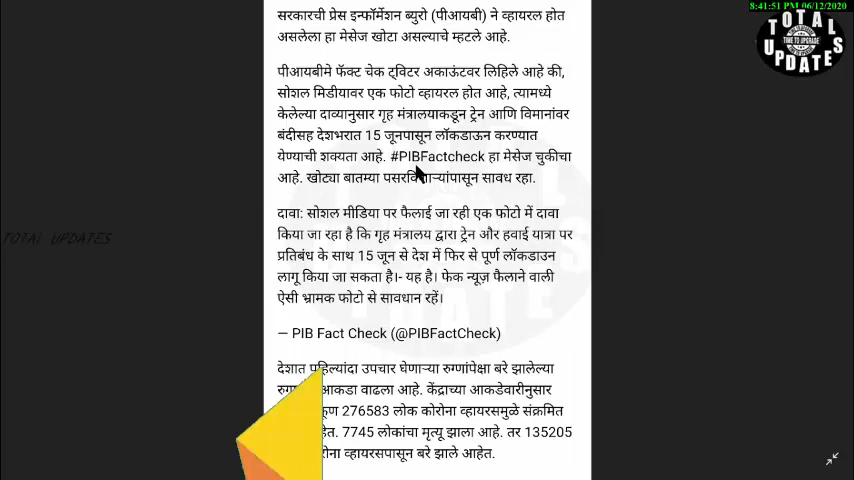 8:41:51 PM 06/12/2020
TOTAL
TIME TO UPGRADE
UPDATES
सरकारची प्रेस इन्फॉर्मेशन ब्युरो (पीआयबी) ने व्हायरल होत
असलेला हा मेसेज खोटा असल्याचे म्हटले आहे.
पीआयबीमे फॅक्ट चेक ट्विटर अकाऊंटवर लिहिले आहे की,
सोशल मिडीयावर एक फोटो व्हायरल होत आहे, त्यामध्ये
केलेल्या दाव्यानुसार गृह मंत्रालयाकडून ट्रेन आणि विमानांवर
बंदीसह देशभरात 15 जूनपासून लॉकडाऊन करण्यात
येण्याची शक्यता आहे. #PIBFactcheck हा मेसेज चुकीचा
आहे. खोट्या बातम्या सावध रहा.
TOTAL UPDATES
दावा: सोशल मीडिया पर फैलाई जा रही एक फोटो में दावा
किया जा रहा है कि गृह मंत्रालय द्वारा ट्रेन और हवाई यात्रा पर
प्रतिबंध के साथ 15 जून से देश में फिर से पूर्ण लॉकडाउन
लागू किया जा सकता है।- यह है। फेक न्यूज़ फैलाने वाली
ऐसी भ्रामक फोटो से सावधान रहें।
— PIB Fact Check (@PIBFactCheck)
देशात पहिल्यांदा उपचार घेणाऱ्या रुग्णांपेक्षा बरे झालेल्या
आकडा वाढला आहे. केंद्राच्या आकडेवारीनुसार
276583 लोक कोरोना व्हायरसमुळे संक्रमित
7745 लोकांचा मृत्यू झाला आहे. तर 135205
व्हायरसपासून बरे झाले आहेत.